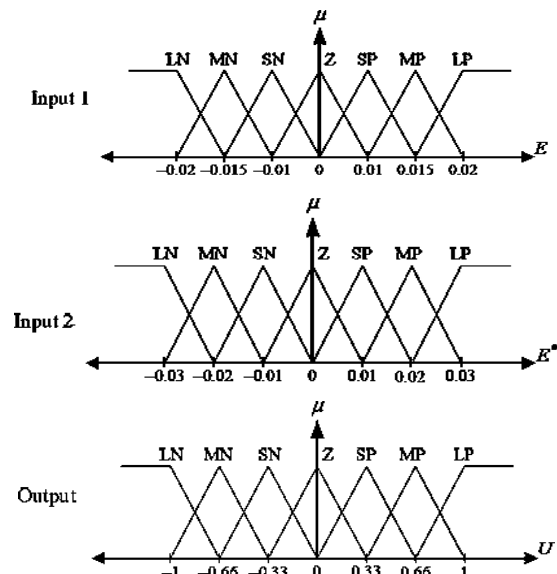 μ
LN MN SN Z SP MP LP
Input 1
−0.02 −0.015 −0.01 0 0.01 0.015 0.02 E
μ
LN MN SN Z SP MP LP
Input 2
−0.03 −0.02 −0.01 0 0.01 0.02 0.03 E•
μ
LN MN SN Z SP MP LP
Output
−1 −0.66 −0.33 0 0.33 0.66 1 U